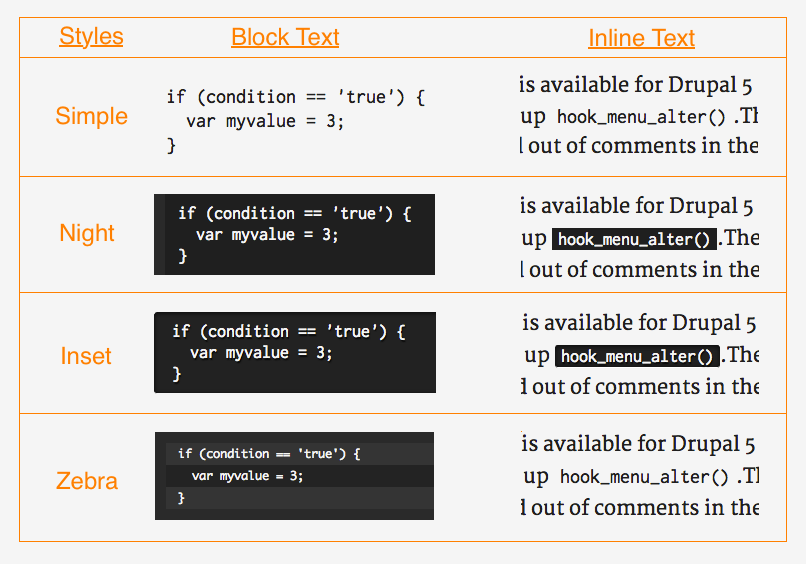 Styles Block Text Inline Text
Simple
if (condition == 'true') {
var myvalue = 3;
}
is available for Drupal 5
up hook_menu_alter() .Th
out of comments in the
Night
if (condition == 'true') {
var myvalue = 3;
}
is available for Drupal 5
up hook_menu_alter() .The
out of comments in the
Inset
if (condition == 'true') {
var myvalue = 3;
}
is available for Drupal 5
up hook_menu_alter() .The
out of comments in the
Zebra
if (condition == 'true') {
var myvalue = 3;
}
is available for Drupal 5
up hook_menu_alter() .Th
out of comments in the